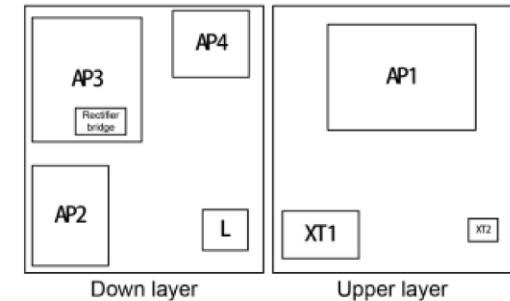 AP4
AP3
Rectifier
bridge
AP2
L
Down layer
AP1
XT1
XT2
Upper layer